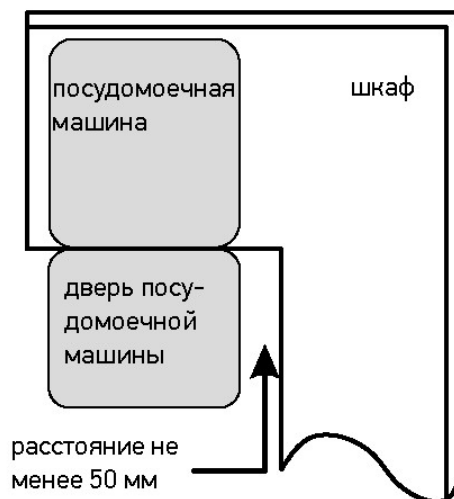 посудомоечная
машина
шкаф
дверь посу-
домоечной
машины
расстояние не
менее 50 мм